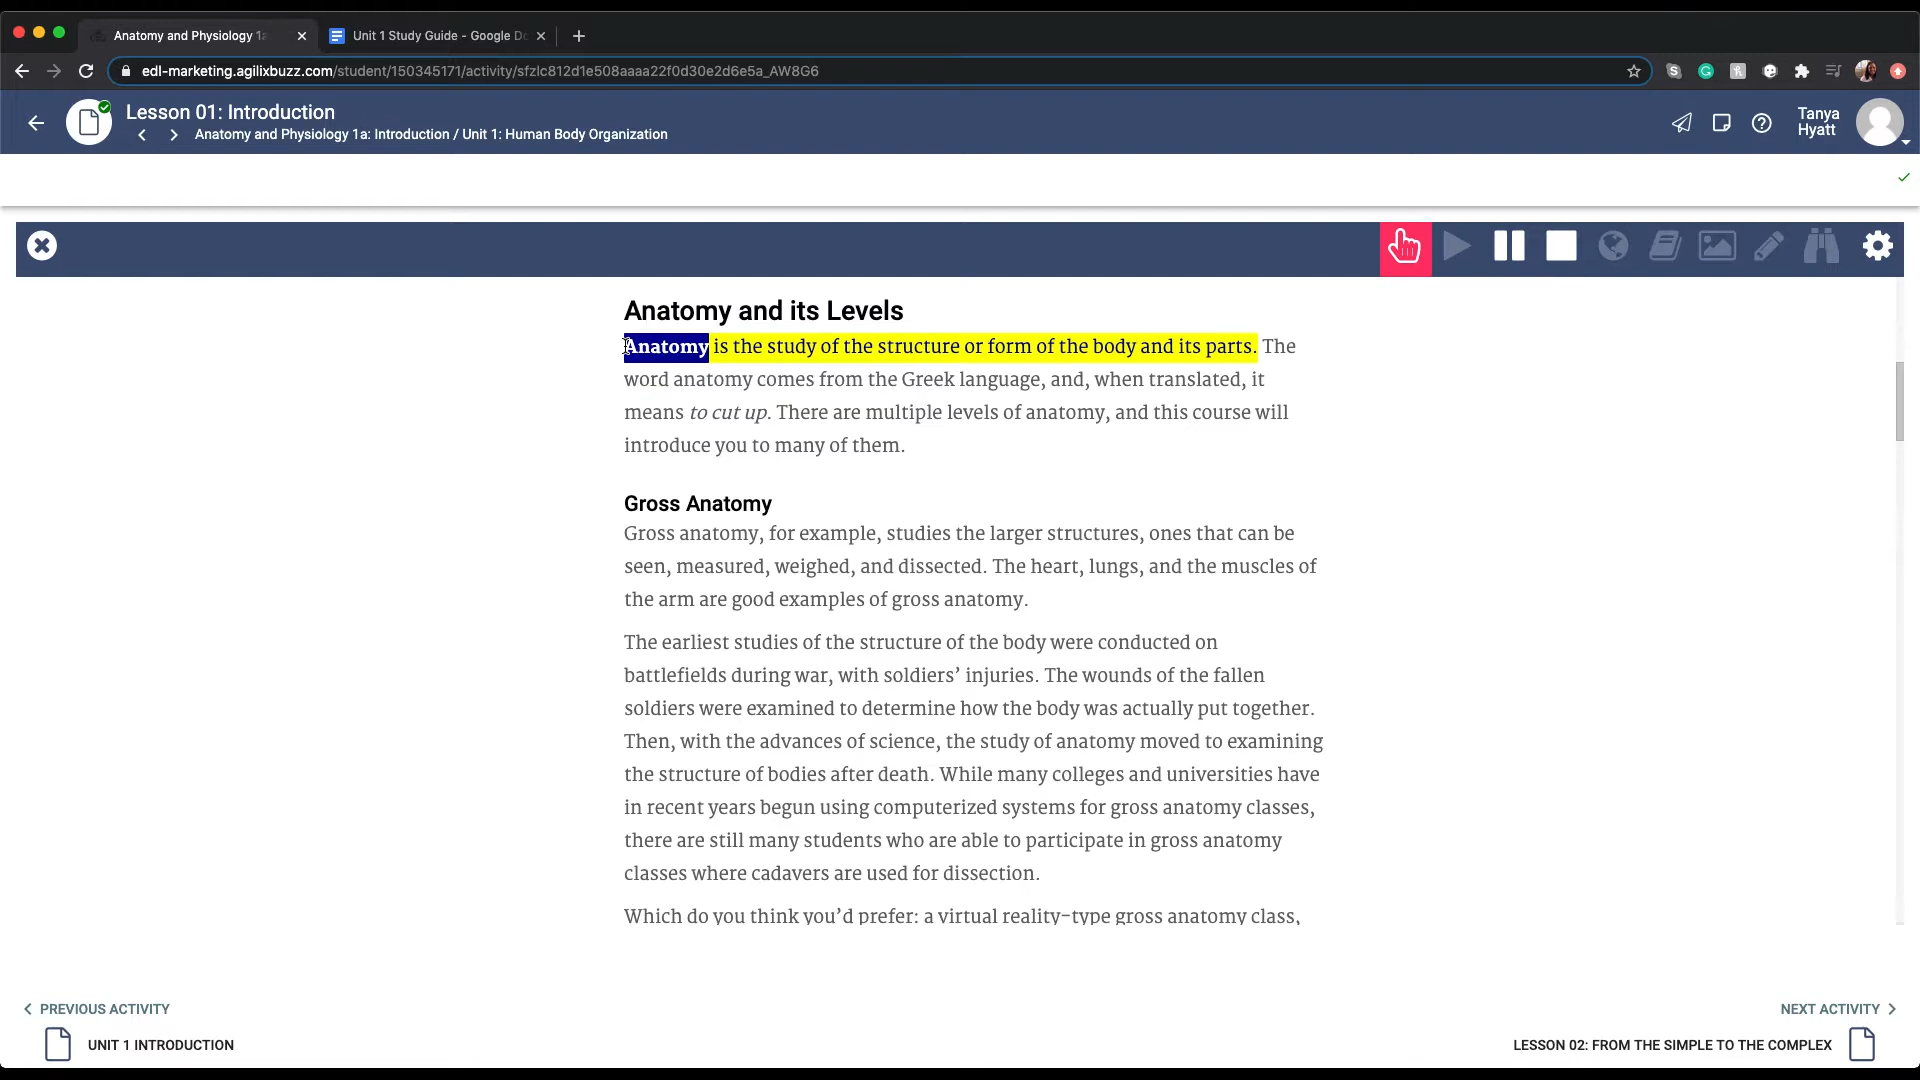 Anatomy and Physiology 1a
Unit 1 Study Guide - Google Do
edl-marketing.agilixbuzz.com/student/150345171/activity/sfzlc812d1e508aaaa22f0d30e2d6e5a_AW8G6
Lesson 01: Introduction
Anatomy and Physiology 1a: Introduction / Unit 1: Human Body Organization
Tanya
Hyatt
Anatomy and its Levels
Anatomy is the study of the structure or form of the body and its parts. The
word anatomy comes from the Greek language, and, when translated, it
means to cut up. There are multiple levels of anatomy, and this course will
introduce you to many of them.
Gross Anatomy
Gross anatomy, for example, studies the larger structures, ones that can be
seen, measured, weighed, and dissected. The heart, lungs, and the muscles of
the arm are good examples of gross anatomy.
The earliest studies of the structure of the body were conducted on
battlefields during war, with soldiers’ injuries. The wounds of the fallen
soldiers were examined to determine how the body was actually put together.
Then, with the advances of science, the study of anatomy moved to examining
the structure of bodies after death. While many colleges and universities have
in recent years begun using computerized systems for gross anatomy classes,
there are still many students who are able to participate in gross anatomy
classes where cadavers are used for dissection.
Which do you think you’d prefer: a virtual reality-type gross anatomy class,
PREVIOUS ACTIVITY
NEXT ACTIVITY
UNIT 1 INTRODUCTION
LESSON 02: FROM THE SIMPLE TO THE COMPLEX